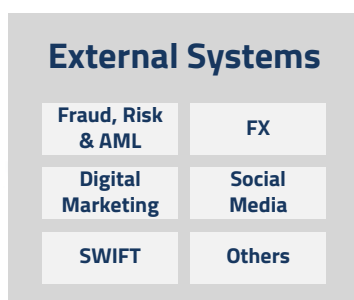 External Systems
Fraud, Risk
& AML
FX
Digital
Marketing
Social
Media
SWIFT
Others